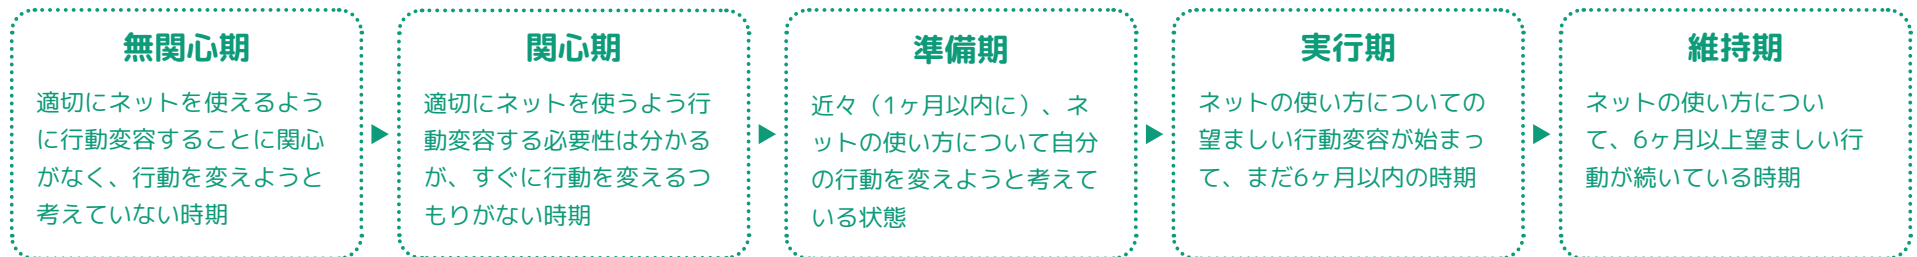 無関心期
適切にネットを使えるよう
に行動変容することに関心
がなく、行動を変えようと
考えていない時期
関心期
適切にネットを使うよう行
動変容する必要性は分かる
が、すぐに行動を変えるつ
もりがない時期
準備期
近々（1ヶ月以内に）、ネ
ットの使い方について自分
の行動を変えようと考えて
いる状態
実行期
ネットの使い方についての
望ましい行動変容が始まっ
て、まだ6ヶ月以内の時期
維持期
ネットの使い方につい
て、6ヶ月以上望ましい行
動が続いている時期